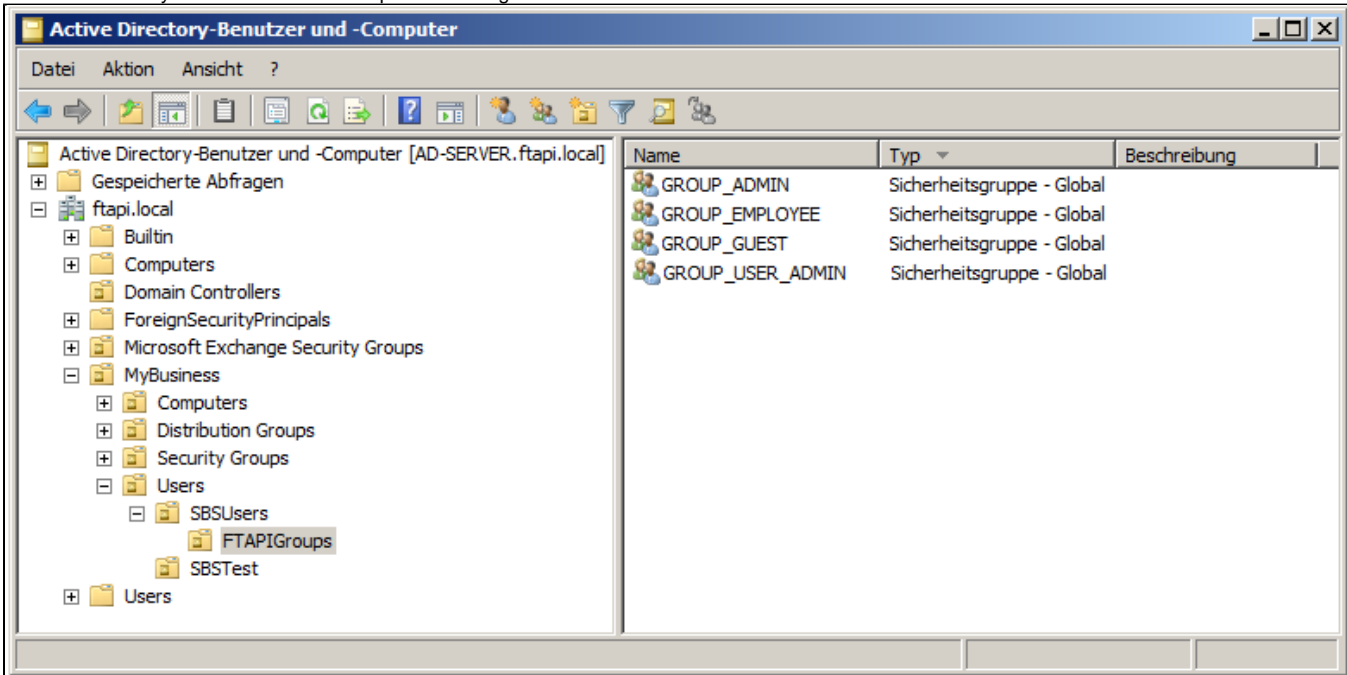 Active Directory-Benutzer und -Computer
Datei Aktion Ansicht ?
Active Directory-Benutzer und -Computer [AD-SERVER.ftapi.local]
Gespeicherte Abfragen
ftapi.local
Builtin
Computers
Domain Controllers
ForeignSecurityPrincipals
Microsoft Exchange Security Groups
MyBusiness
Computers
Distribution Groups
Security Groups
Users
SBSUsers
FTAPIGroups
SBSTest
Users
Name Typ Beschreibung
GROUP_ADMIN Sicherheitsgruppe - Global
GROUP_EMPLOYEE Sicherheitsgruppe - Global
GROUP_GUEST Sicherheitsgruppe - Global
GROUP_USER_ADMIN Sicherheitsgruppe - Global